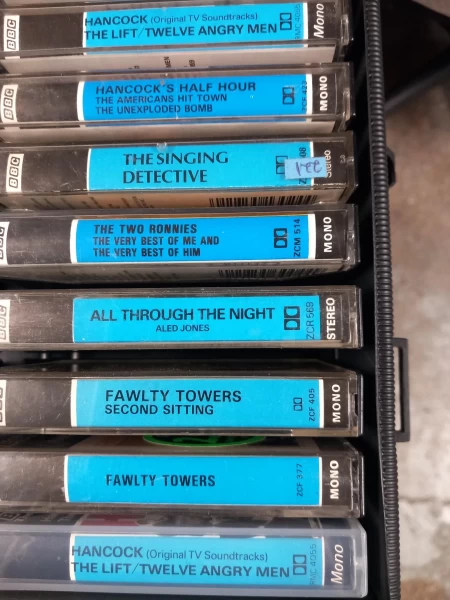 BBC
HANCOCK (Original TV Soundtracks)
THE LIFT/TWELVE ANGRY MEN
Mono
BBC
HANCOCK'S HALF HOUR
THE AMERICANS HIT TOWN
THE UNEXPLODED BOMB
MONO
BBC
THE SINGING
DETECTIVE
Stereo
BBC
THE TWO RONNIES
THE VERY BEST OF ME AND
THE VERY BEST OF HIM
ZCM 514
MONO
BBC
ALL THROUGH THE NIGHT
ALED JONES
ZCR 569
STEREO
BBC
FAWLTY TOWERS
SECOND SITTING
ZCF 405
MONO
FAWLTY TOWERS
ZCF 377
MONO
HANCOCK (Original TV Soundtracks)
THE LIFT/TWELVE ANGRY MEN
RMC 4055
Mono